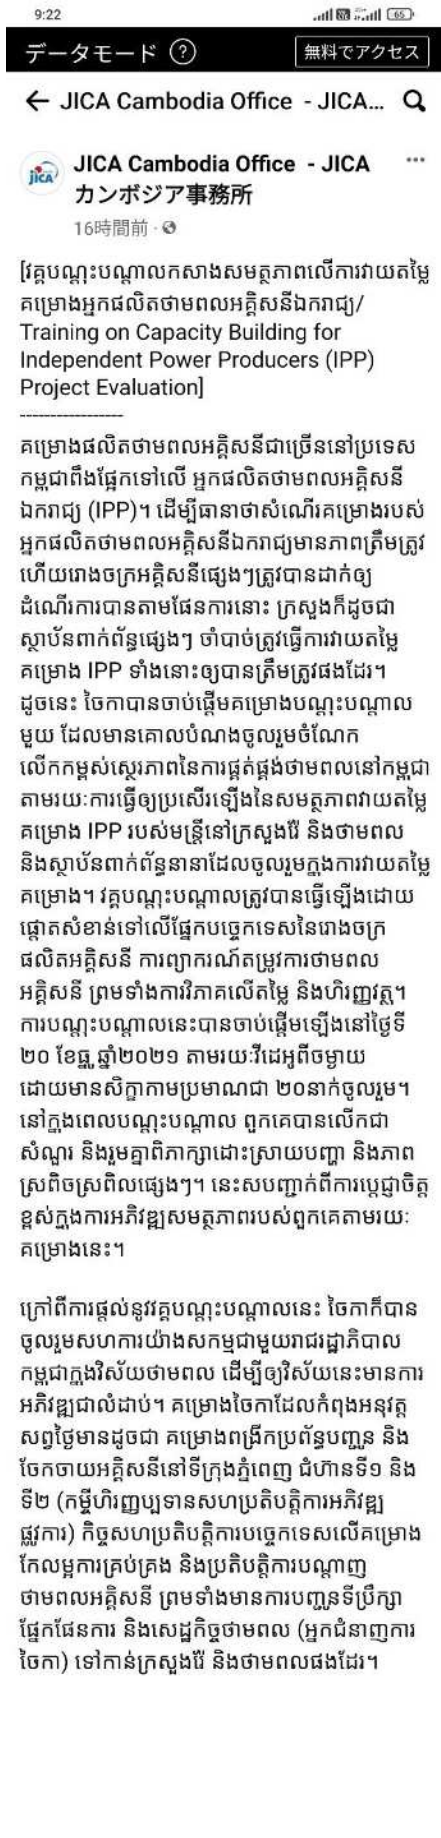 9:22
65
データモード ?
無料でアクセス
← JICA Cambodia Office - JICA...
jICA
JICA Cambodia Office - JICA
カンボジア事務所
16時間前 ·
[វគ្គបណ្តុះបណ្តាលកសាងសមត្ថភាពលើការវាយតម្លៃ
គម្រោងអ្នកផលិតថាមពលអគ្គិសនីឯករាជ្យ/
Training on Capacity Building for
Independent Power Producers (IPP)
Project Evaluation]
-----------------
គម្រោងផលិតថាមពលអគ្គិសនីជាច្រើននៅប្រទេស
កម្ពុជាពឹងផ្អែកទៅលើ អ្នកផលិតថាមពលអគ្គិសនី
ឯករាជ្យ (IPP)។ ដើម្បីធានាថាសំណើរគម្រោងរបស់
អ្នកផលិតថាមពលអគ្គិសនីឯករាជ្យមានភាពត្រឹមត្រូវ
ហើយរោងចក្រអគ្គិសនីផ្សេងៗត្រូវបានដាក់ឲ្យ
ដំណើរការបានតាមផែនការនោះ ក្រសួងក៏ដូចជា
ស្ថាប័នពាក់ព័ន្ធផ្សេងៗ ចាំបាច់ត្រូវធ្វើការវាយតម្លៃ
គម្រោង IPP ទាំងនោះឲ្យបានត្រឹមត្រូវផងដែរ។
ដូចនេះ ចៃកាបានចាប់ផ្តើមគម្រោងបណ្តុះបណ្តាល
មួយ ដែលមានគោលបំណងចូលរួមចំណែក
លើកកម្ពស់ស្ថេរភាពនៃការផ្គត់ផ្គង់ថាមពលនៅកម្ពុជា
តាមរយៈការធ្វើឲ្យប្រសើរឡើងនៃសមត្ថភាពវាយតម្លៃ
គម្រោង IPP របស់មន្ត្រីនៅក្រសួងរ៉ែ និងថាមពល
និងស្ថាប័នពាក់ព័ន្ធនានាដែលចូលរួមក្នុងការវាយតម្លៃ
គម្រោង។ វគ្គបណ្តុះបណ្តាលត្រូវបានធ្វើឡើងដោយ
ផ្តោតសំខាន់ទៅលើផ្នែកបច្ចេកទេសនៃរោងចក្រ
ផលិតអគ្គិសនី ការព្យាករណ៍តម្រូវការថាមពល
អគ្គិសនី ព្រមទាំងការវិភាគលើតម្លៃ និងហិរញ្ញវត្ថុ។
ការបណ្តុះបណ្តាលនេះបានចាប់ផ្តើមឡើងនៅថ្ងៃទី
២០ ខែធ្នូ ឆ្នាំ២០២១ តាមរយៈវីដេអូពីចម្ងាយ
ដោយមានសិក្ខាកាមប្រមាណជា ២០នាក់ចូលរួម។
នៅក្នុងពេលបណ្តុះបណ្តាល ពួកគេបានលើកជា
សំណួរ និងរួមគ្នាពិភាក្សាដោះស្រាយបញ្ហា និងភាព
ស្រពិចស្រពិលផ្សេងៗ។ នេះសបញ្ជាក់ពីការប្តេជ្ញាចិត្ត
ខ្ពស់ក្នុងការអភិវឌ្ឍសមត្ថភាពរបស់ពួកគេតាមរយៈ
គម្រោងនេះ។
ក្រៅពីការផ្តល់នូវវគ្គបណ្តុះបណ្តាលនេះ ចៃកាក៏បាន
ចូលរួមសហការយ៉ាងសកម្មជាមួយរាជរដ្ឋាភិបាល
កម្ពុជាក្នុងវិស័យថាមពល ដើម្បីឲ្យវិស័យនេះមានការ
អភិវឌ្ឍជាលំដាប់។ គម្រោងចៃកាដែលកំពុងអនុវត្ត
សព្វថ្ងៃមានដូចជា គម្រោងពង្រីកប្រព័ន្ធបញ្ជូន និង
ចែកចាយអគ្គិសនីនៅទីក្រុងភ្នំពេញ ជំហ៊ានទី១ និង
ទី២ (កម្ចីហិរញ្ញប្បទានសហប្រតិបត្តិការអភិវឌ្ឍ
ផ្លូវការ) កិច្ចសហប្រតិបត្តិការបច្ចេកទេសលើគម្រោង
កែលម្អការគ្រប់គ្រង និងប្រតិបត្តិការបណ្តាញ
ថាមពលអគ្គិសនី ព្រមទាំងមានការបញ្ជូនទីប្រឹក្សា
ផ្នែកផែនការ និងសេដ្ឋកិច្ចថាមពល (អ្នកជំនាញការ
ចៃកា) ទៅកាន់ក្រសួងរ៉ែ និងថាមពលផងដែរ។